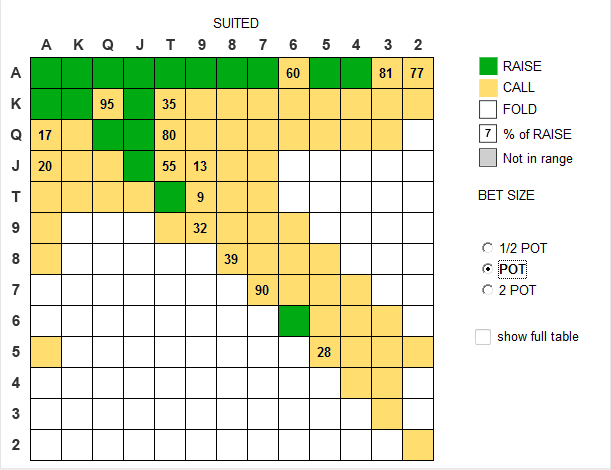 SUITED
A K Q J T 9 8 7 6 5 4 3 2
A 60 81 77
K 95 35
Q 17 80
J 20 55 13
T 9
9 32
8 39
7 90
6
5 28
4
3
2
RAISE
CALL
FOLD
7 % of RAISE
Not in range
BET SIZE
1/2 POT
POT
2 POT
show full table